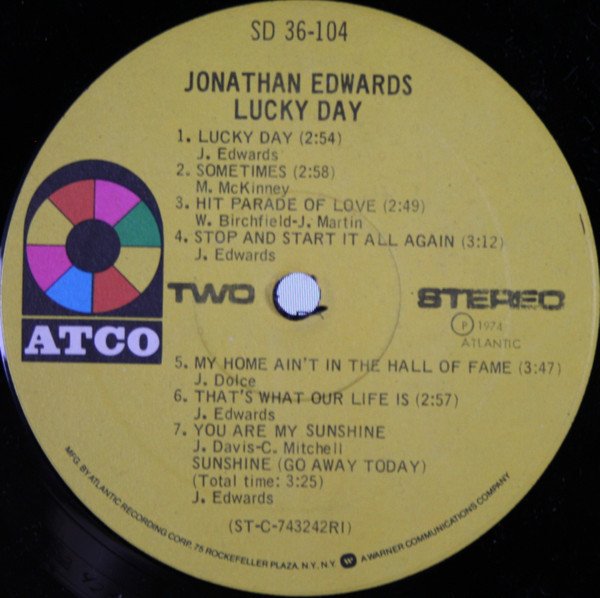 SD 36-104
JONATHAN EDWARDS
LUCKY DAY
1. LUCKY DAY (2:54)
J. Edwards
2. SOMETIMES (2:58)
M. McKinney
3. HIT PARADE OF LOVE (2:49)
W. Birchfield-J. Martin
4. STOP AND START IT ALL AGAIN (3:12)
J. Edwards
TWO
STEREO
ATCO
P 1974
ATLANTIC
5. MY HOME AIN'T IN THE HALL OF FAME (3:47)
J. Dolce
6. THAT'S WHAT OUR LIFE IS (2:57)
J. Edwards
7. YOU ARE MY SUNSHINE
J. Davis-C. Mitchell
SUNSHINE (GO AWAY TODAY)
(Total time: 3:25)
J. Edwards
(ST-C-743242RI)
MFG. BY ATLANTIC RECORDING CORP. 75 ROCKEFELLER PLAZA, N.Y. N.Y. A WARNER COMMUNICATIONS COMPANY